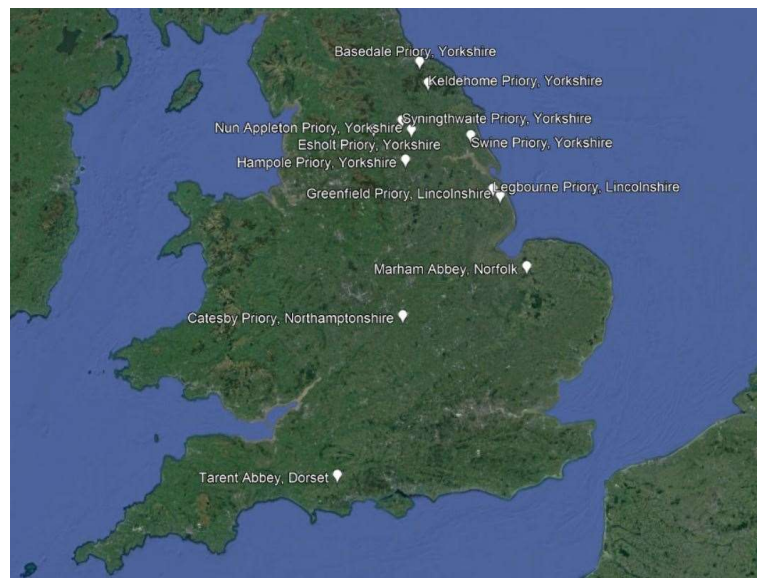 Basedale Priory, Yorkshire
Keldehome Priory, Yorkshire
Syningthwaite Priory, Yorkshire
Nun Appleton Priory, Yorkshire
Esholt Priory, Yorkshire
Swine Priory, Yorkshire
Hampole Priory, Yorkshire
Legbourne Priory, Lincolnshire
Greenfield Priory, Lincolnshire
Marham Abbey, Norfolk
Catesby Priory, Northamptonshire
Tarent Abbey, Dorset